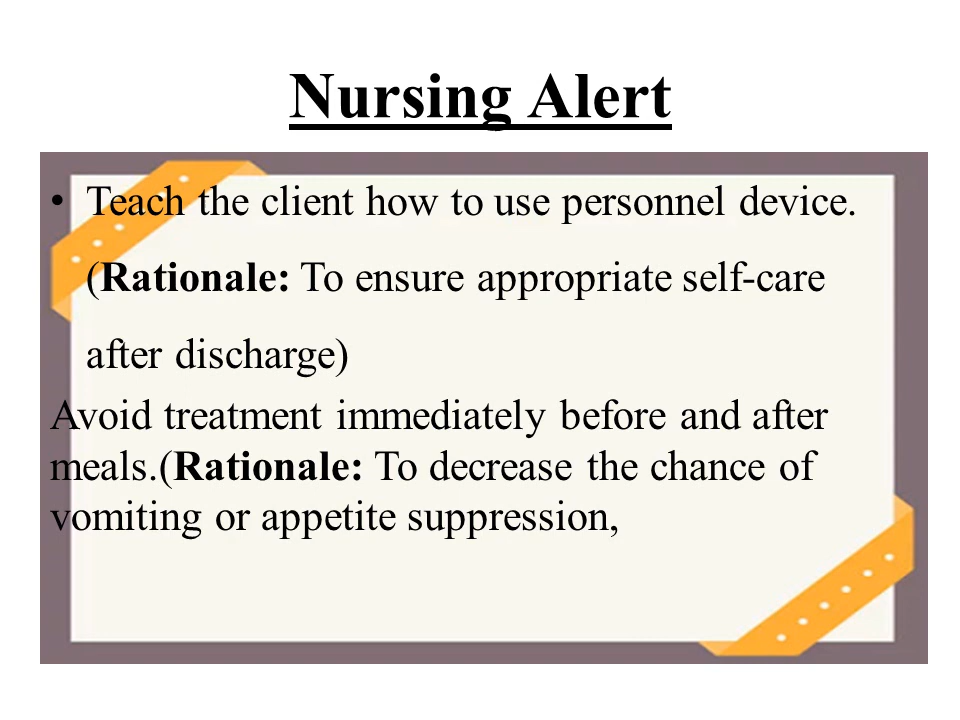 Nursing Alert
• Teach the client how to use personnel device.
(Rationale: To ensure appropriate self-care
after discharge)
Avoid treatment immediately before and after
meals.(Rationale: To decrease the chance of
vomiting or appetite suppression,